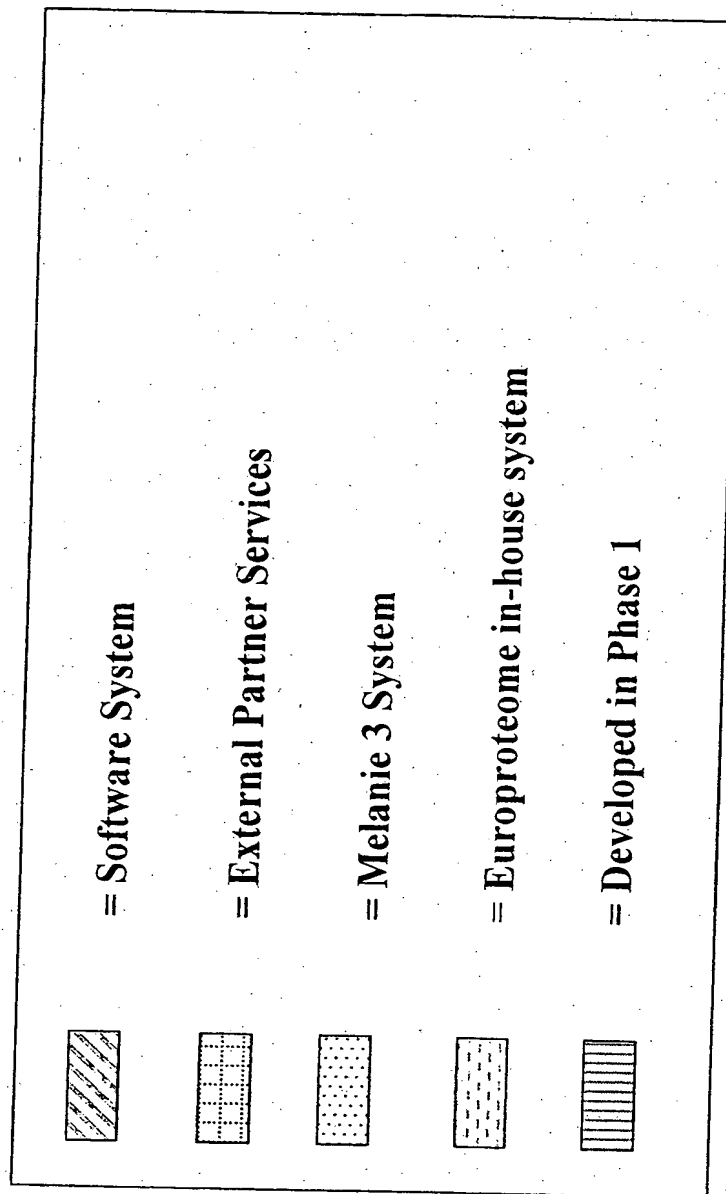 = Software System
= External Partner Services
= Melanie 3 System
= Europroteome in-house system
= Developed in Phase 1